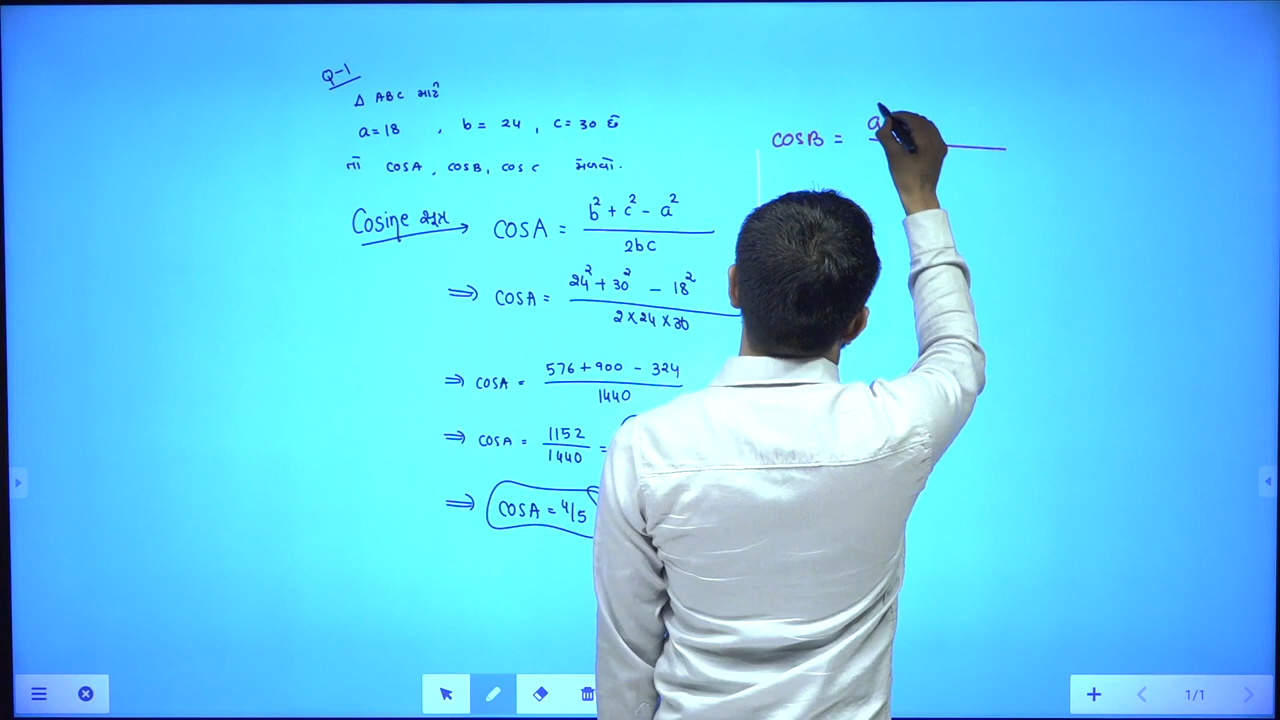 Q-1
Δ ABC માટે
a=18 , b= 24 , c=30 છે
તો COSA , COSB, COS C મેળવો.
Cosine સૂત્ર → COSA = b² + c² - a² / 2bc
⇒ COSA = 24² + 30² - 18² / 2×24×30
⇒ COSA = 576+900 - 324 / 1440
⇒ COSA = 1152/1440 =
⇒ COSA = 4/5
COSB = a
1/1